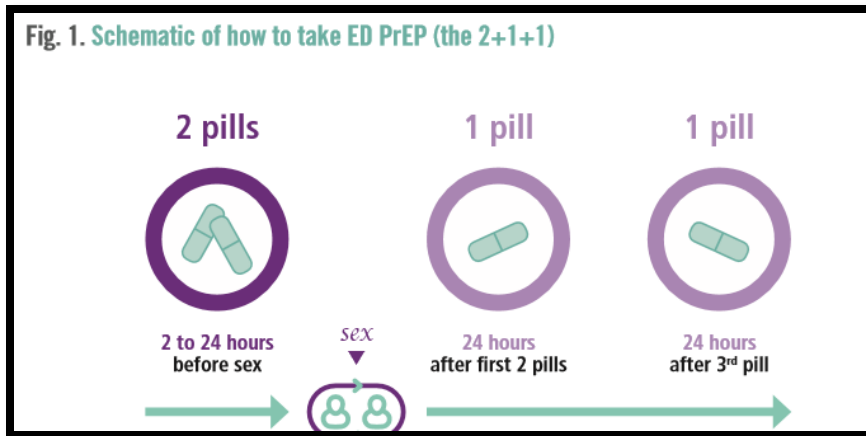 Fig. 1. Schematic of how to take ED PrEP (the 2+1+1)
2 pills
1 pill
1 pill
2 to 24 hours
before sex
sex
24 hours
after first 2 pills
24 hours
after 3rd pill